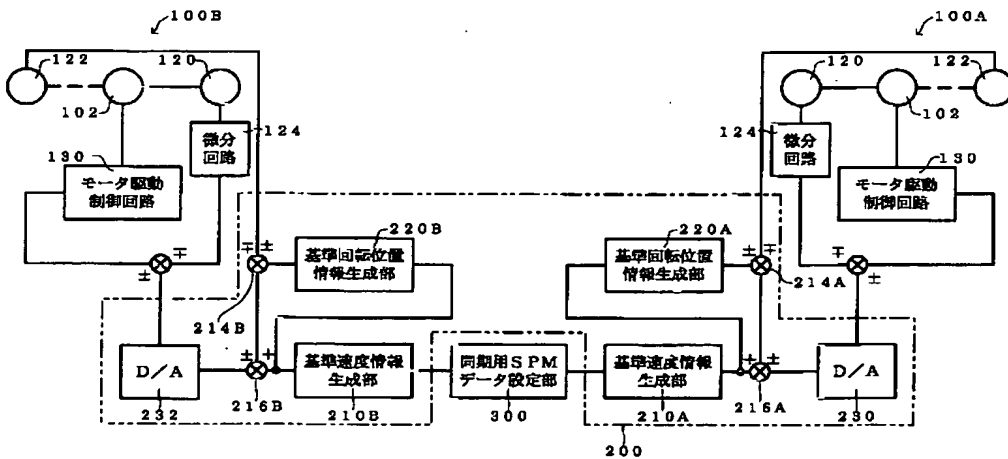 100B
100A
122
120
120
122
102
102
124
微分
回路
124
微分
回路
130
モータ駆動
制御回路
130
モータ駆動
制御回路
220B
基準回転位置
情報生成部
220A
基準回転位置
情報生成部
∓
±
∓ ±
∓
±
∓
±
214B
214A
± +
+ ±
D/A
基準速度情報
生成部
同期用SPM
データ設定部
基準速度情報
生成部
D/A
232
216B
210B
300
210A
216A
230
200